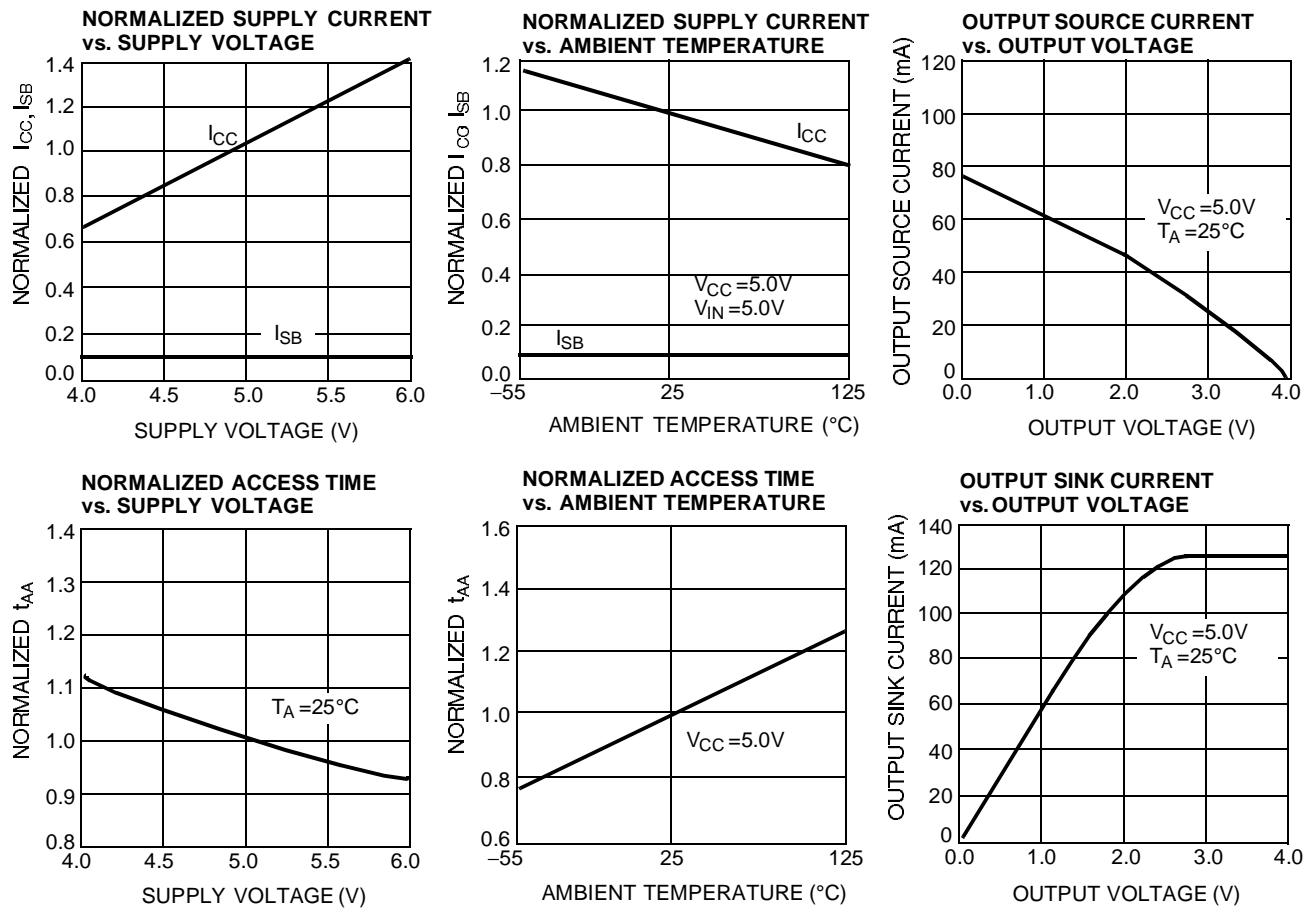 NORMALIZED SUPPLY CURRENT
vs. SUPPLY VOLTAGE
1.4
1.2
1.0
0.8
0.6
0.4
0.2
0.0
NORMALIZED ICC, ISB
ICC
ISB
4.0 4.5 5.0 5.5 6.0
SUPPLY VOLTAGE (V)
NORMALIZED SUPPLY CURRENT
vs. AMBIENT TEMPERATURE
1.2
1.0
0.8
0.6
0.4
0.2
0.0
NORMALIZED ICC, ISB
ICC
VCC =5.0V
VIN =5.0V
ISB
–55 25 125
AMBIENT TEMPERATURE (°C)
OUTPUT SOURCE CURRENT
vs. OUTPUT VOLTAGE
120
100
80
60
40
20
0
OUTPUT SOURCE CURRENT (mA)
VCC =5.0V
TA =25°C
0.0 1.0 2.0 3.0 4.0
OUTPUT VOLTAGE (V)
NORMALIZED ACCESS TIME
vs. SUPPLY VOLTAGE
1.4
1.3
1.2
1.1
1.0
0.9
0.8
NORMALIZED tAA
TA =25°C
4.0 4.5 5.0 5.5 6.0
SUPPLY VOLTAGE (V)
NORMALIZED ACCESS TIME
vs. AMBIENT TEMPERATURE
1.6
1.4
1.2
1.0
0.8
0.6
NORMALIZED tAA
VCC =5.0V
–55 25 125
AMBIENT TEMPERATURE (°C)
OUTPUT SINK CURRENT
vs. OUTPUT VOLTAGE
140
120
100
80
60
40
20
0
OUTPUT SINK CURRENT (mA)
VCC =5.0V
TA =25°C
0.0 1.0 2.0 3.0 4.0
OUTPUT VOLTAGE (V)